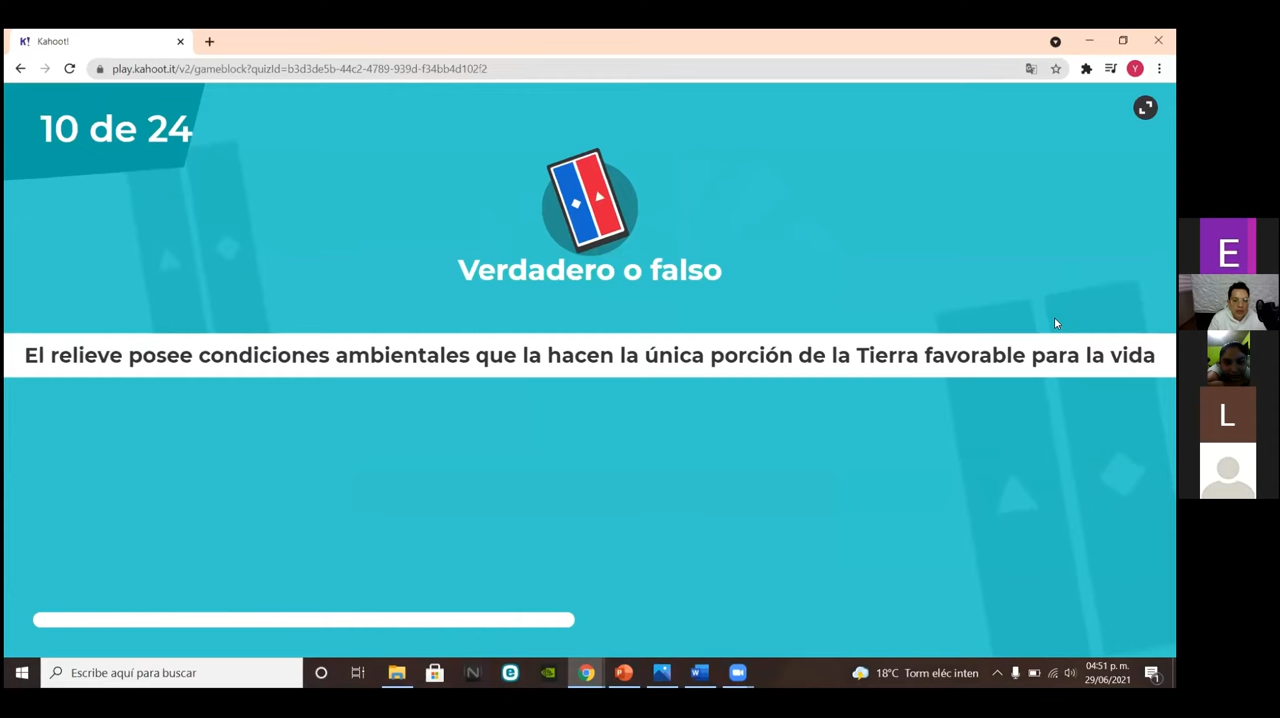 K! Kahoot!
play.kahoot.it/v2/gameblock?quizId=b3d3de5b-44c2-4789-939d-f34bb4d102f2
Y
10 de 24
Verdadero o falso
El relieve posee condiciones ambientales que la hacen la única porción de la Tierra favorable para la vida
E
L
Escribe aquí para buscar
18°C Torm eléc inten
04:51 p. m.
29/06/2021
1